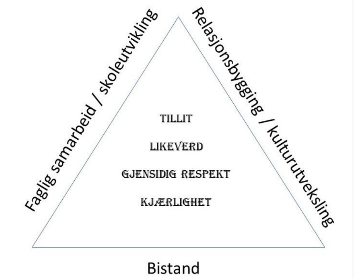 Faglig samarbeid / skoleutvikling
Relasjonsbygging / kulturutveksling
TILLIT
LIKEVERD
GJENSIDIG RESPEKT
KJÆRLIGHET
Bistand